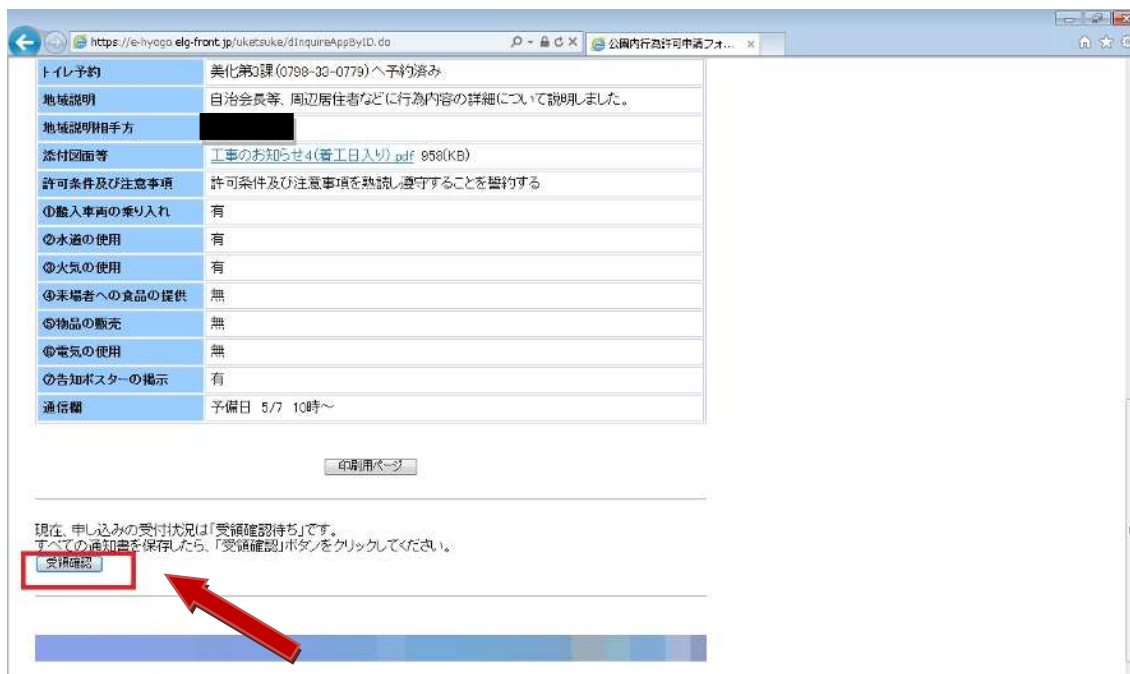 https://e-hyogo.elg-front.jp/uketsuke/dInquireAppByID.do
公園内行為許可申請フォ...
トイレ予約 美化第3課(0798-33-0779)へ予約済み
地域説明 自治会長等、周辺居住者などに行為内容の詳細について説明しました。
地域説明相手方
添付図面等 工事のお知らせ4(着工日入り).pdf 958(KB)
許可条件及び注意事項 許可条件及び注意事項を熟読し遵守することを誓約する
①搬入車両の乗り入れ 有
②水道の使用 有
③火気の使用 有
④来場者への食品の提供 無
⑤物品の販売 無
⑥電気の使用 無
⑦告知ポスターの掲示 有
通信欄 予備日 5/7 10時～
印刷用ページ
現在、申し込みの受付状況は「受領確認待ち」です。
すべての通知書を保存したら、「受領確認」ボタンをクリックしてください。
受領確認